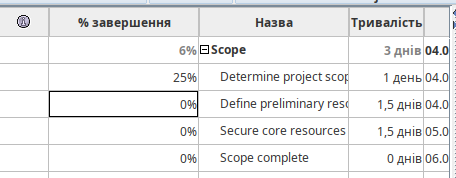 % завершення Назва Тривалість
6% Scope 3 днів 04.0
25% Determine project scop 1 день 04.0
0% Define preliminary reso 1,5 днів 04.0
0% Secure core resources 1,5 днів 05.0
0% Scope complete 0 днів 06.0